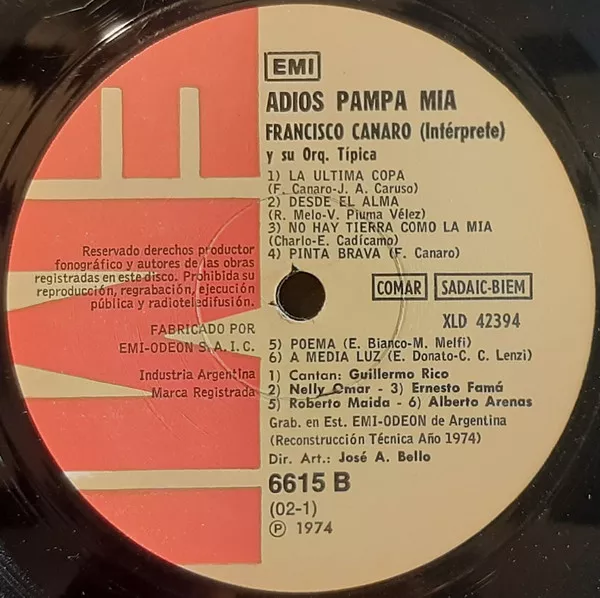 EMI
ADIOS PAMPA MIA
FRANCISCO CANARO (Intérprete)
y su Orq. Típica
1) LA ULTIMA COPA
(F. Canaro-J. A. Caruso)
2) DESDE EL ALMA
(R. Melo-V. Piuma Vélez)
3) NO HAY TIERRA COMO LA MIA
(Charlo-E. Cadícamo)
4) PINTA BRAVA (F. Canaro)
Reservado derechos productor
fonográfico y autores de las obras
registradas en este disco. Prohibida su
reproducción, regrabación, ejecución
pública y radioteledifusión.
COMAR SADAIC-BIEM
XLD 42394
FABRICADO POR
EMI-ODEON S.A.I.C.
Industria Argentina
Marca Registrada
5) POEMA (E. Bianco-M. Melfi)
6) A MEDIA LUZ (E. Donato-C. C. Lenzi)
1) Cantan: Guillermo Rico
2) Nelly Omar - 3) Ernesto Famá
5) Roberto Maida - 6) Alberto Arenas
Grab. en Est. EMI-ODEON de Argentina
(Reconstrucción Técnica Año 1974)
Dir. Art.: José A. Bello
6615 B
(02-1)
Ⓟ 1974